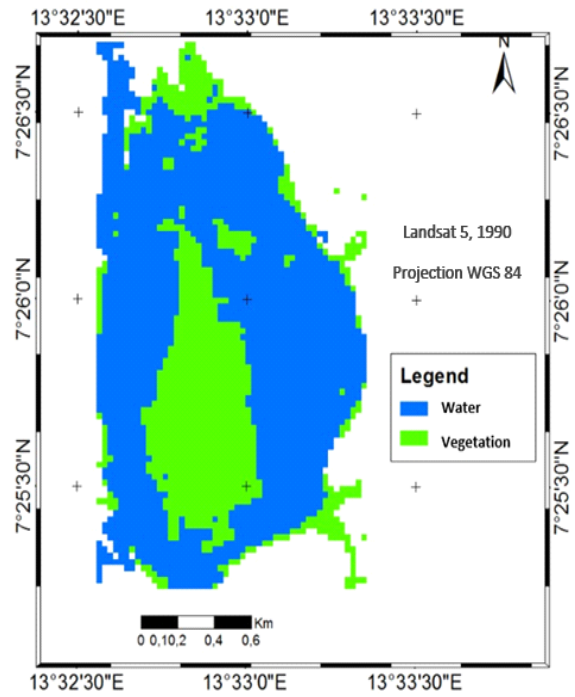 13°32'30"E 13°33'0"E 13°33'30"E
N
7°26'30"N 7°26'30"N
Landsat 5, 1990
Projection WGS 84
7°26'0"N 7°26'0"N
Legend
Water
Vegetation
7°25'30"N 7°25'30"N
Km
0 0,10,2 0,4 0,6
13°32'30"E 13°33'0"E 13°33'30"E